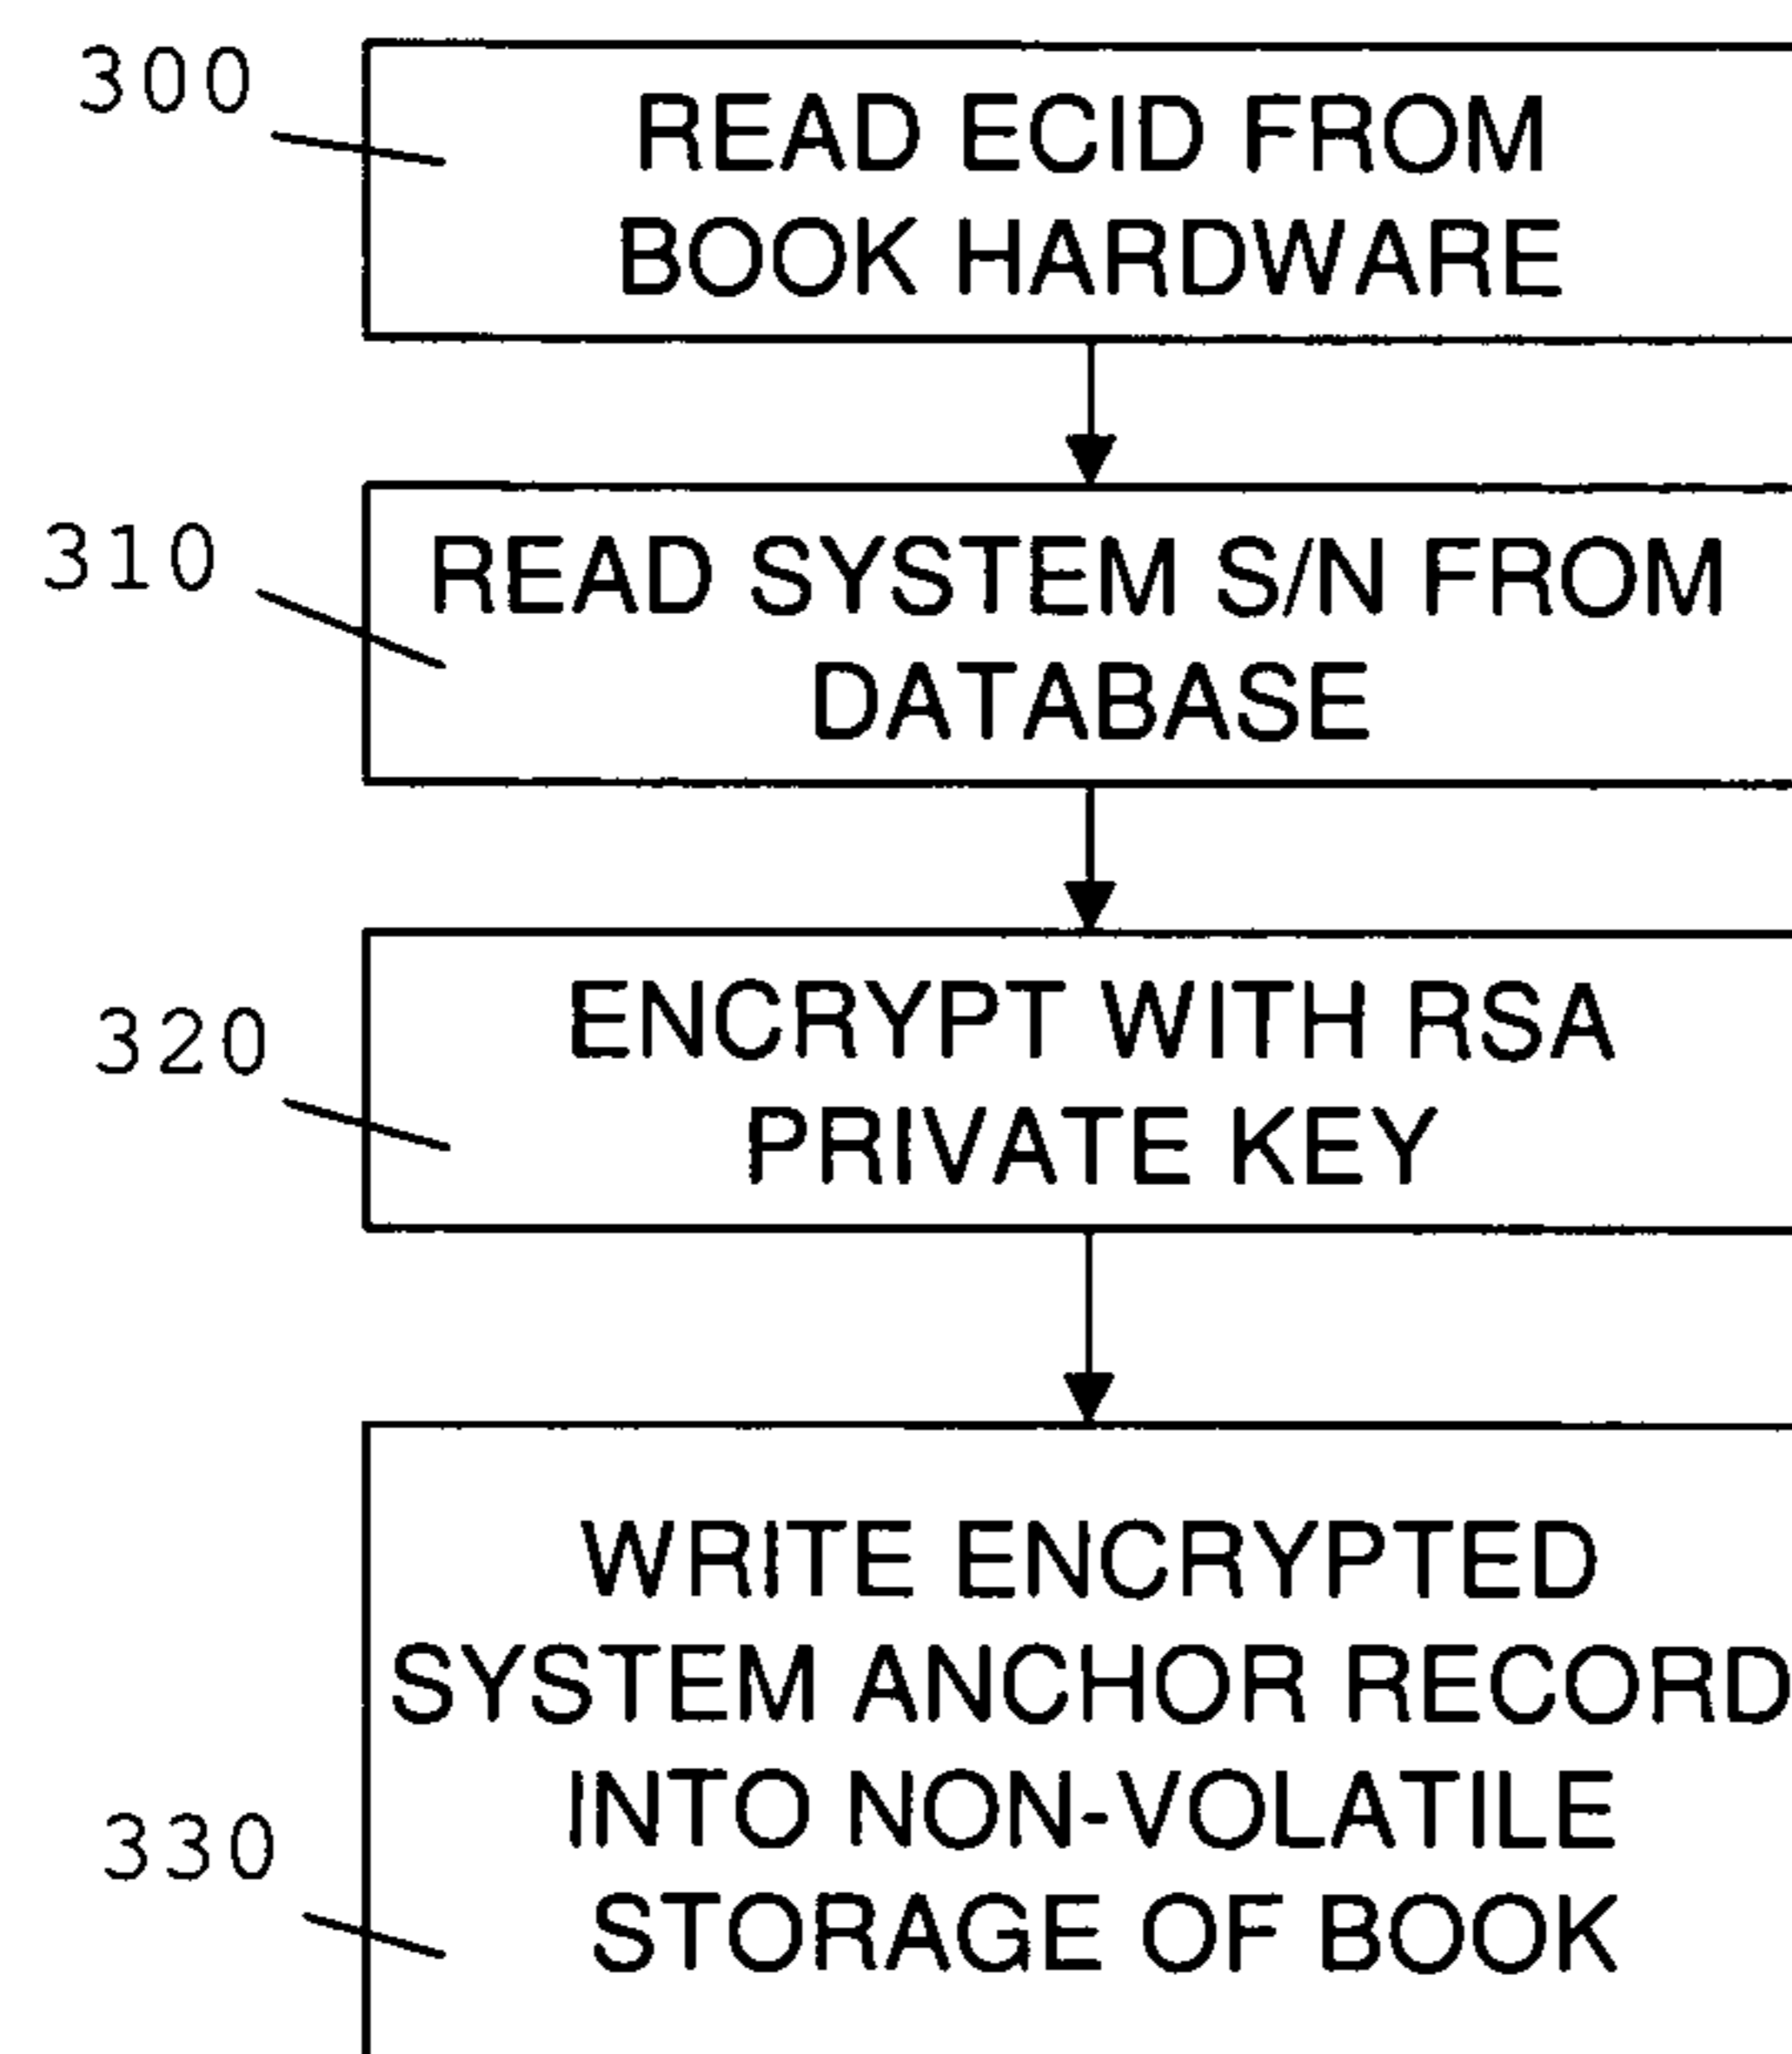 300
READ ECID FROM
BOOK HARDWARE
310
READ SYSTEM S/N FROM
DATABASE
320
ENCRYPT WITH RSA
PRIVATE KEY
WRITE ENCRYPTED
SYSTEM ANCHOR RECORD
INTO NON-VOLATILE
330
STORAGE OF BOOK